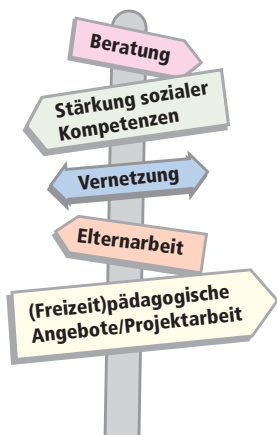 Beratung
Stärkung sozialer
Kompetenzen
Vernetzung
Elternarbeit
(Freizeit)pädagogische
Angebote/Projektarbeit